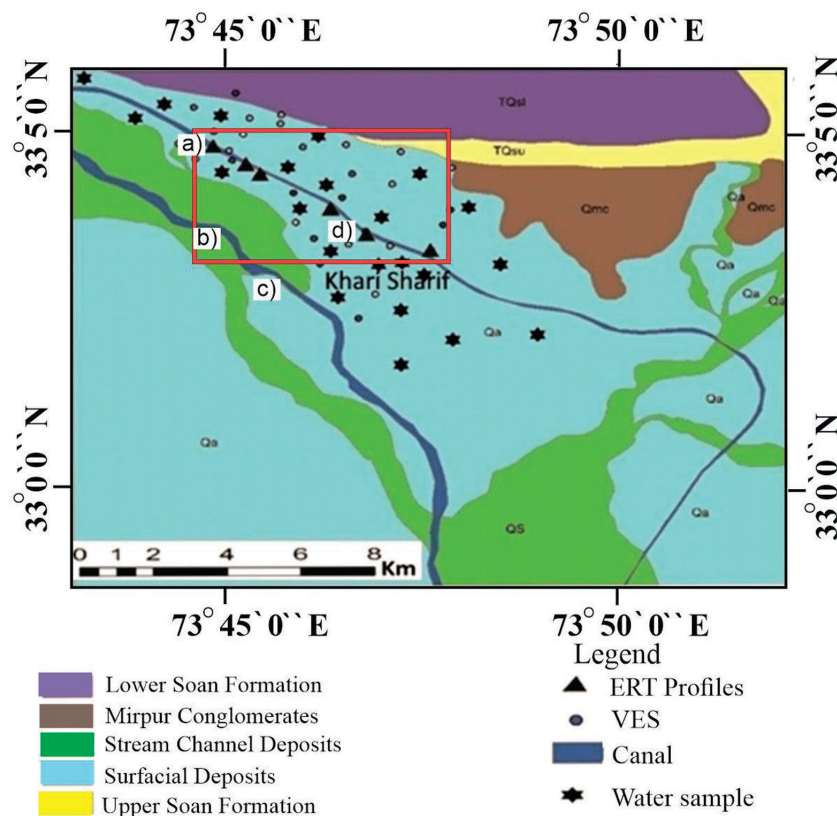 73° 45` 0`` E
73° 50` 0`` E
33° 5` 0`` N
33° 5` 0`` N
TQsl
TQsu
a)
Qmc
Qa
Qmc
b)
d)
Qa
c)
Khari Sharif
Qa
Qa
Qa
Qa
Qa
33° 0` 0`` N
33° 0` 0`` N
Qa
QS
0 1 2 4 6 8
Km
73° 45` 0`` E
73° 50` 0`` E
Legend
Lower Soan Formation
Mirpur Conglomerates
Stream Channel Deposits
Surfacial Deposits
Upper Soan Formation
ERT Profiles
VES
Canal
Water sample